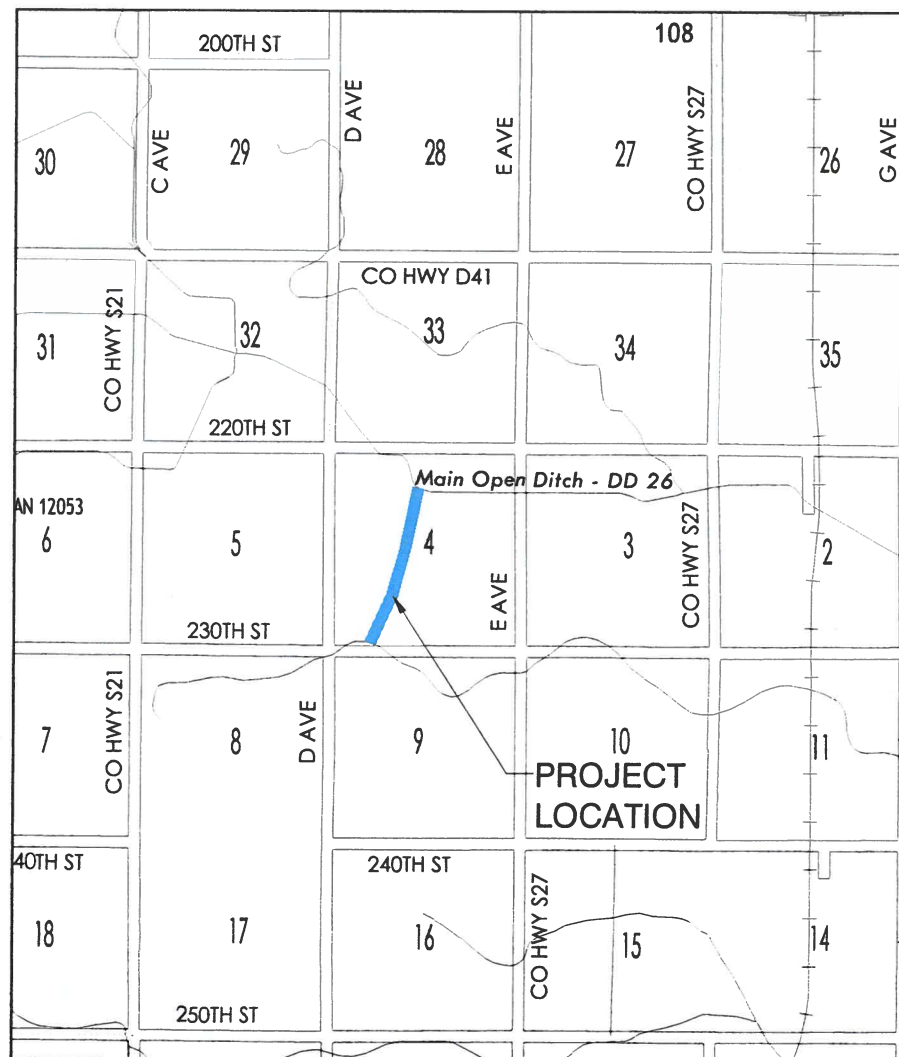 108
200TH ST
C AVE
D AVE
E AVE
CO HWY S27
G AVE
30
29
28
27
26
CO HWY D41
CO HWY S21
31
32
33
34
35
220TH ST
Main Open Ditch - DD 26
AN 12053
6
5
4
3
2
E AVE
CO HWY S27
230TH ST
CO HWY S21
D AVE
7
8
9
10
11
PROJECT
LOCATION
40TH ST
240TH ST
CO HWY S27
18
17
16
15
14
250TH ST